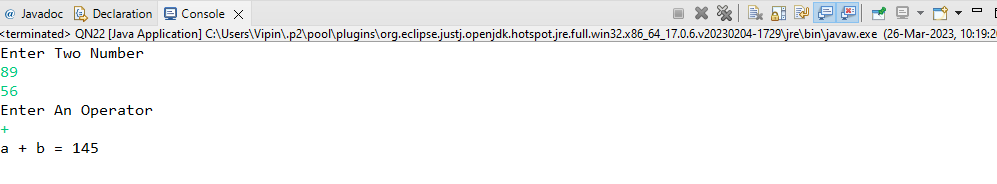 @ Javadoc Declaration Console
<terminated> QN22 [Java Application] C:\Users\Vipin\.p2\pool\plugins\org.eclipse.justj.openjdk.hotspot.jre.full.win32.x86_64_17.0.6.v20230204-1729\jre\bin\javaw.exe (26-Mar-2023, 10:19:20
Enter Two Number
89
56
Enter An Operator
+
a + b = 145